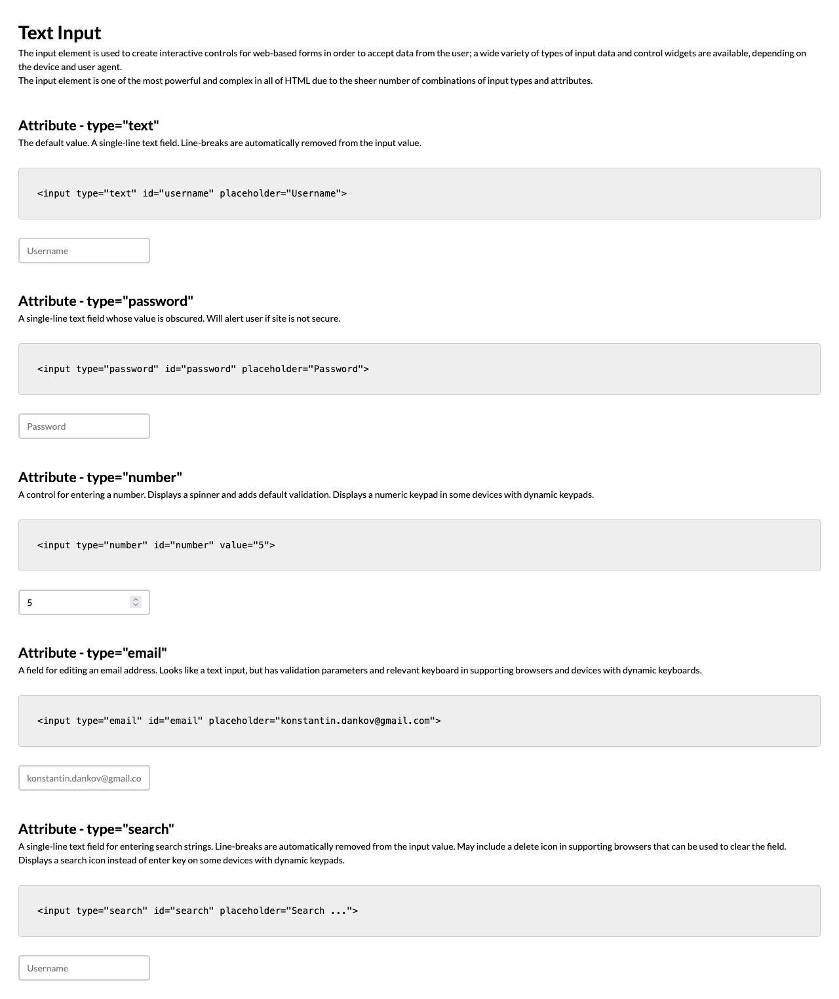 Text Input
The input element is used to create interactive controls for web-based forms in order to accept data from the user; a wide variety of types of input data and control widgets are available, depending on
the device and user agent.
The input element is one of the most powerful and complex in all of HTML due to the sheer number of combinations of input types and attributes.
Attribute - type="text"
The default value. A single-line text field. Line-breaks are automatically removed from the input value.
<input type="text" id="username" placeholder="Username">
Username
Attribute - type="password"
A single-line text field whose value is obscured. Will alert user if site is not secure.
<input type="password" id="password" placeholder="Password">
Password
Attribute - type="number"
A control for entering a number. Displays a spinner and adds default validation. Displays a numeric keypad in some devices with dynamic keypads.
<input type="number" id="number" value="5">
5
Attribute - type="email"
A field for editing an email address. Looks like a text input, but has validation parameters and relevant keyboard in supporting browsers and devices with dynamic keyboards.
<input type="email" id="email" placeholder="konstantin.dankov@gmail.com">
konstantin.dankov@gmail.co
Attribute - type="search"
A single-line text field for entering search strings. Line-breaks are automatically removed from the input value. May include a delete icon in supporting browsers that can be used to clear the field.
Displays a search icon instead of enter key on some devices with dynamic keypads.
<input type="search" id="search" placeholder="Search ...">
Username